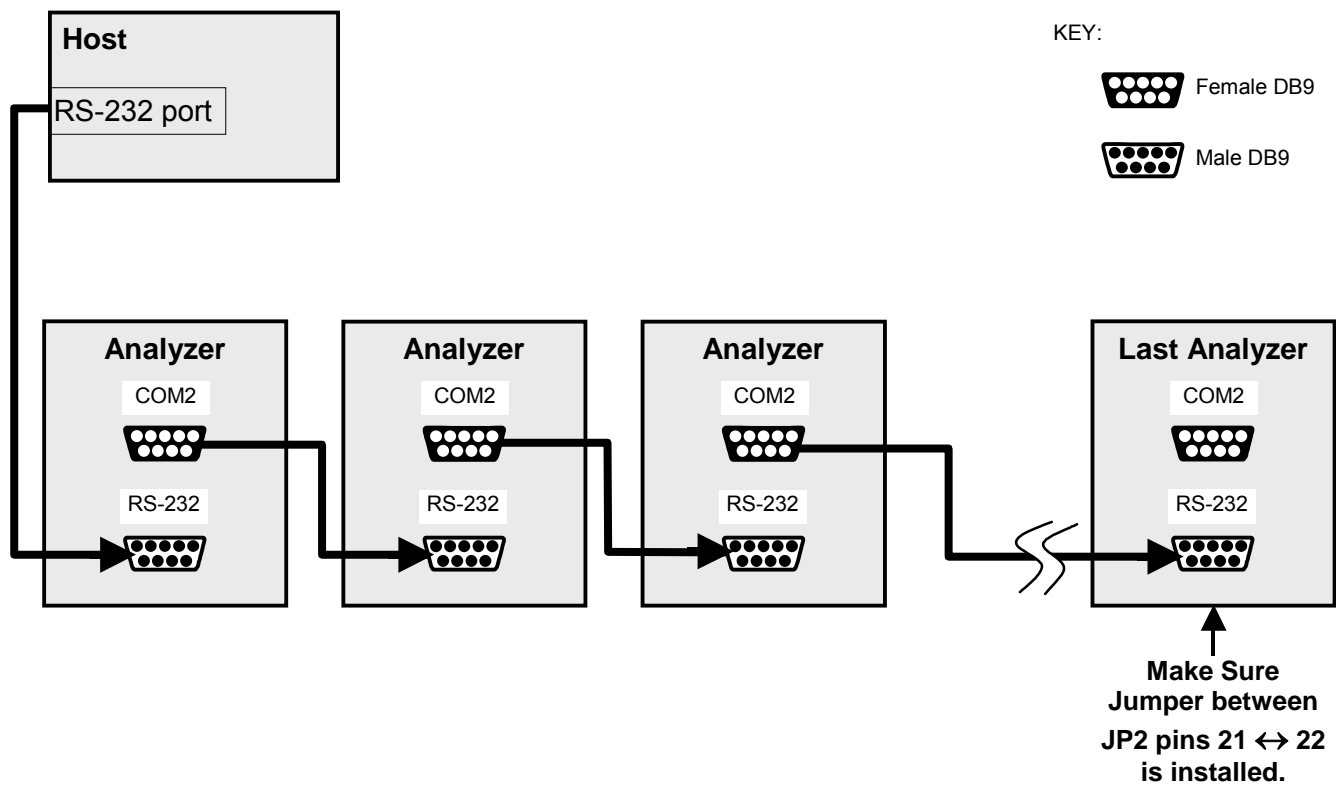 Host
RS-232 port
KEY:
Female DB9
Male DB9
Analyzer
COM2
RS-232
Analyzer
COM2
RS-232
Analyzer
COM2
RS-232
Last Analyzer
COM2
RS-232
Make Sure
Jumper between
JP2 pins 21 ↔ 22
is installed.